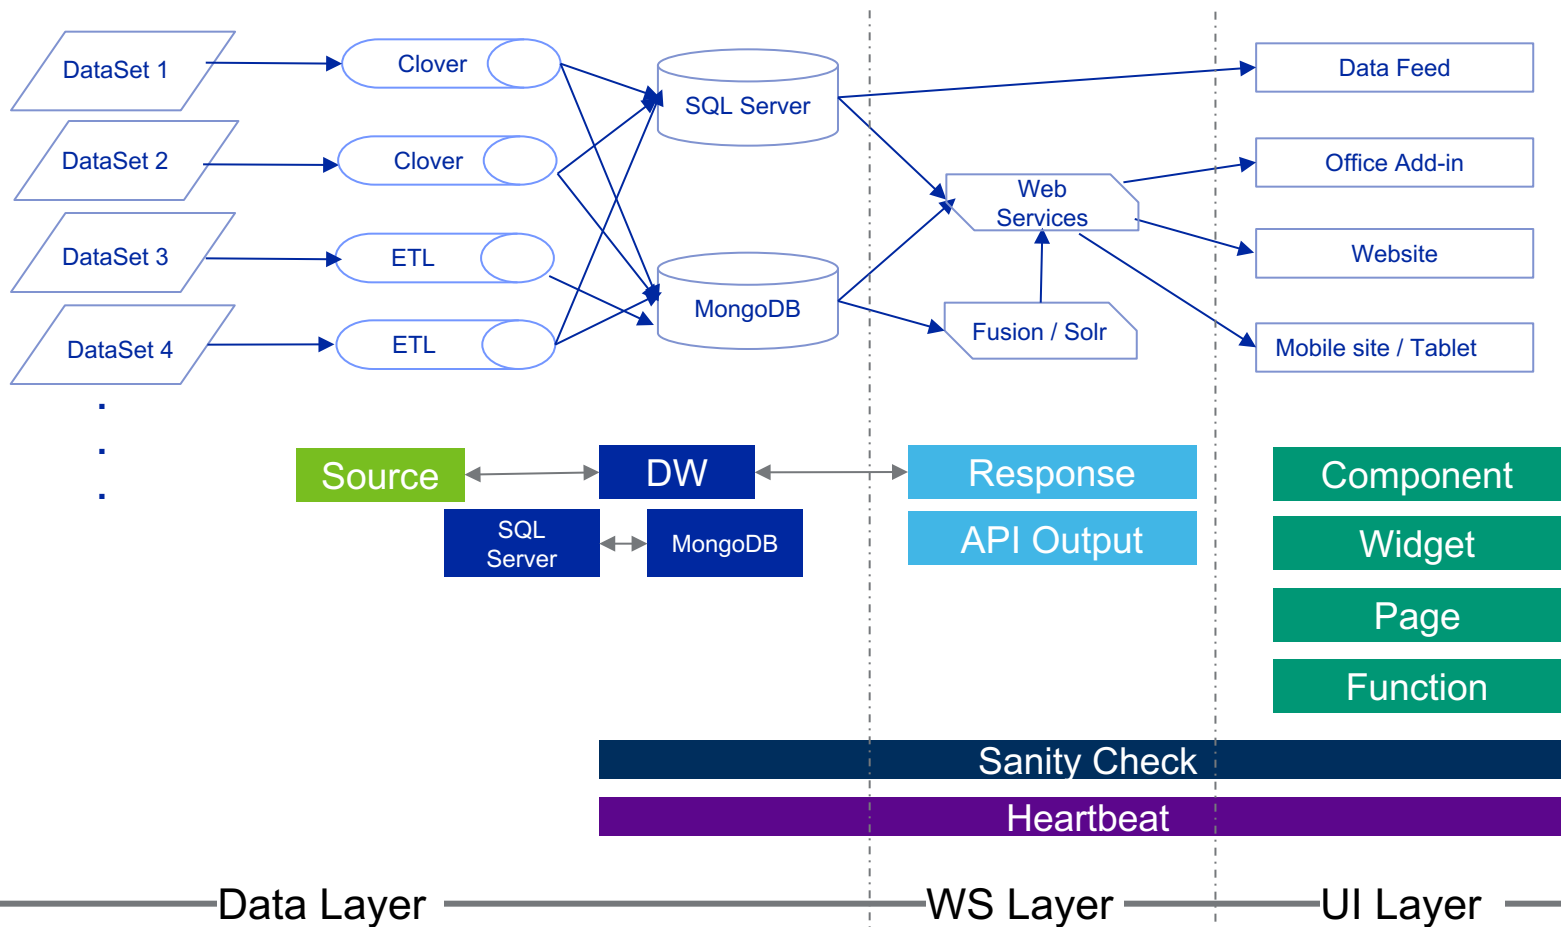 DataSet 1
Clover
SQL Server
Data Feed
DataSet 2
Clover
Office Add-in
Web
Services
DataSet 3
ETL
Website
MongoDB
Fusion / Solr
DataSet 4
ETL
Mobile site / Tablet
.
.
.
Source
DW
Response
Component
SQL
Server
MongoDB
API Output
Widget
Page
Function
Sanity Check
Heartbeat
Data Layer
WS Layer
UI Layer